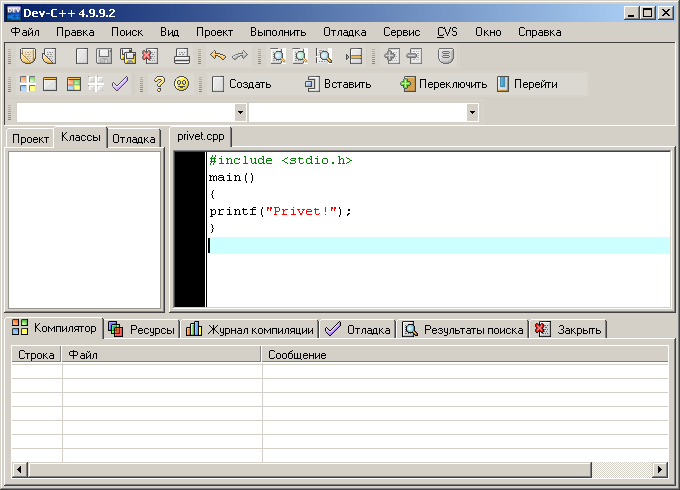 Dev-C++ 4.9.9.2
Файл Правка Поиск Вид Проект Выполнить Отладка Сервис CVS Окно Справка
Создать Вставить Переключить Перейти
Проект Классы Отладка privet.cpp
#include <stdio.h>
main()
{
printf("Privet!");
}
Компилятор Ресурсы Журнал компиляции Отладка Результаты поиска Закрыть
Строка Файл Сообщение